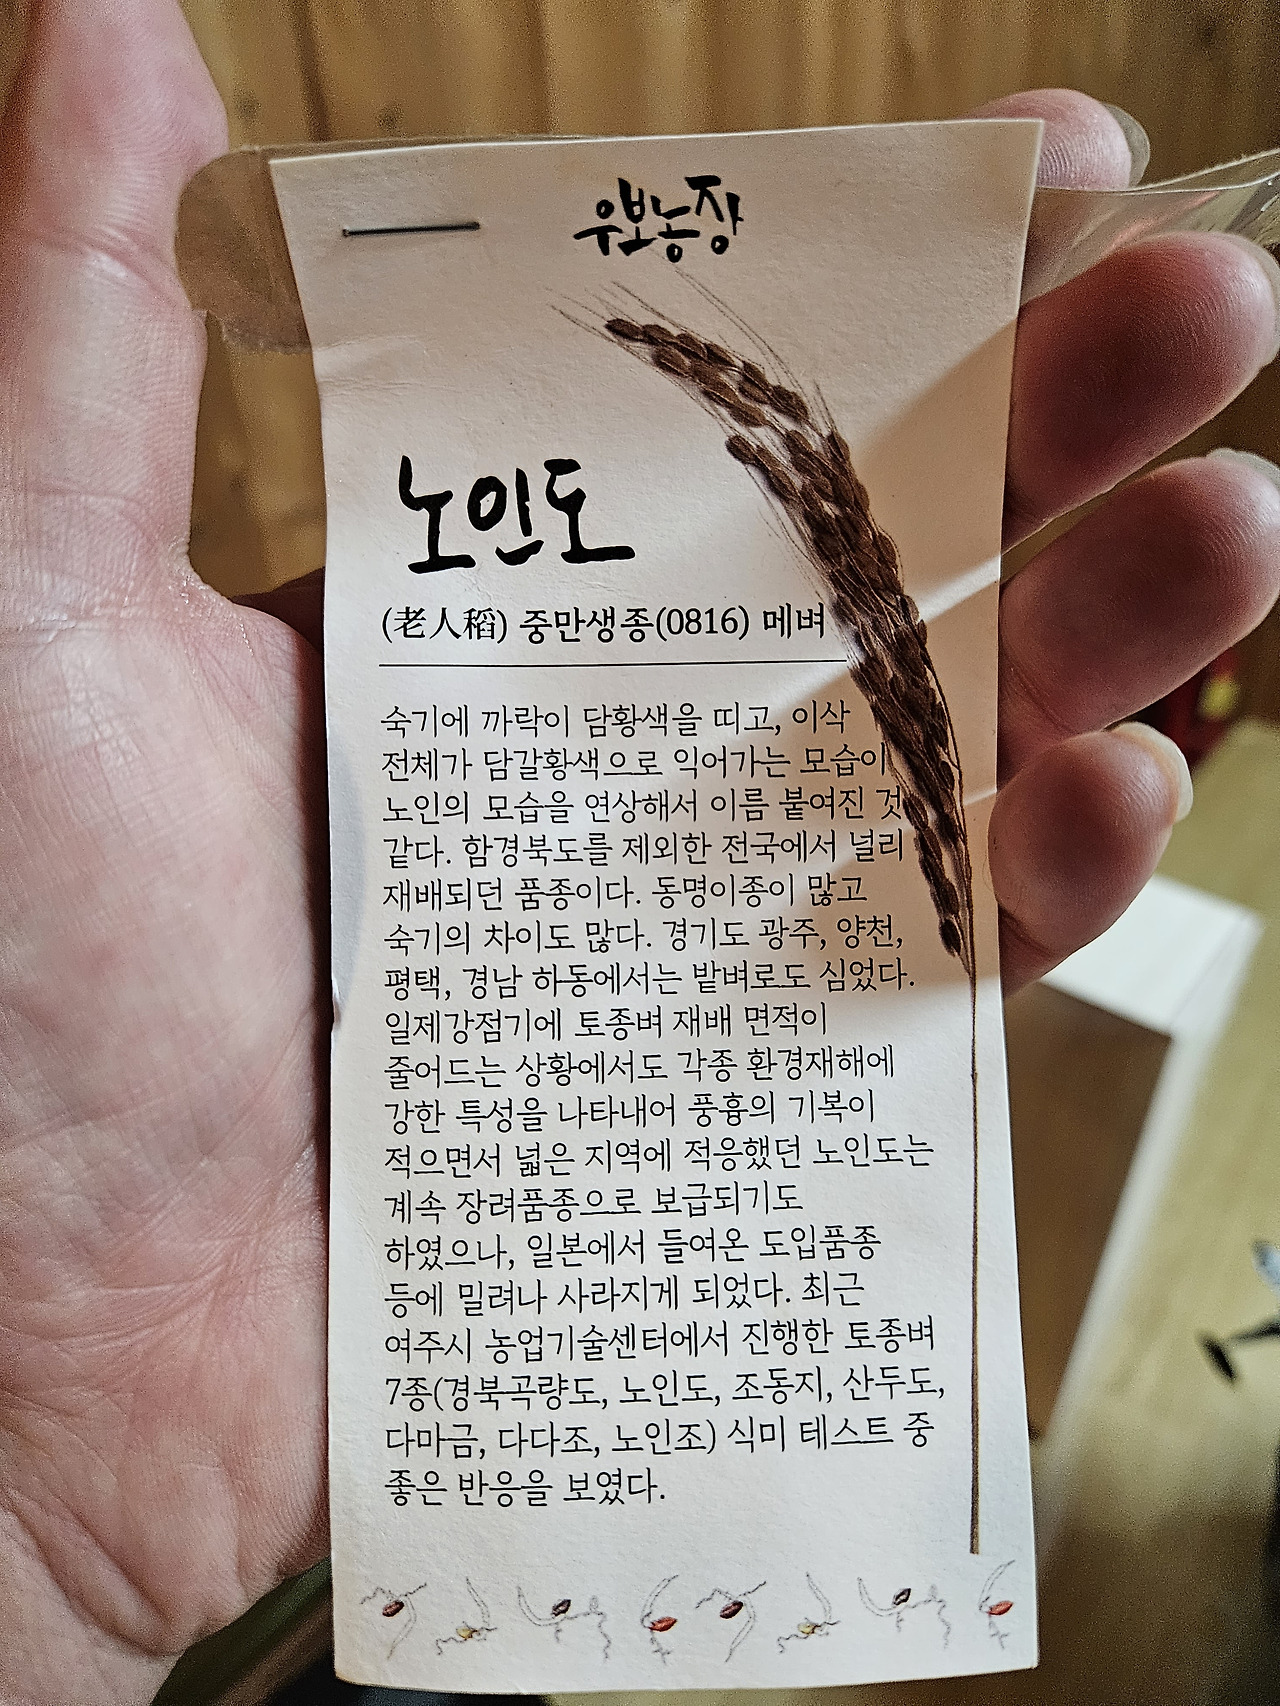 우보농장
노인도
(老人稻) 중만생종(0816) 메벼
숙기에 까락이 담황색을 띠고, 이삭
전체가 담갈황색으로 익어가는 모습이
노인의 모습을 연상해서 이름 붙여진 것
같다. 함경북도를 제외한 전국에서 널리
재배되던 품종이다. 동명이종이 많고
숙기의 차이도 많다. 경기도 광주, 양천,
평택, 경남 하동에서는 밭벼로도 심었다.
일제강점기에 토종벼 재배 면적이
줄어드는 상황에서도 각종 환경재해에
강한 특성을 나타내어 풍흉의 기복이
적으면서 넓은 지역에 적응했던 노인도는
계속 장려품종으로 보급되기도
하였으나, 일본에서 들여온 도입품종
등에 밀려나 사라지게 되었다. 최근
여주시 농업기술센터에서 진행한 토종벼
7종(경북곡량도, 노인도, 조동지, 산두도,
다마금, 다다조, 노인조) 식미 테스트 중
좋은 반응을 보였다.